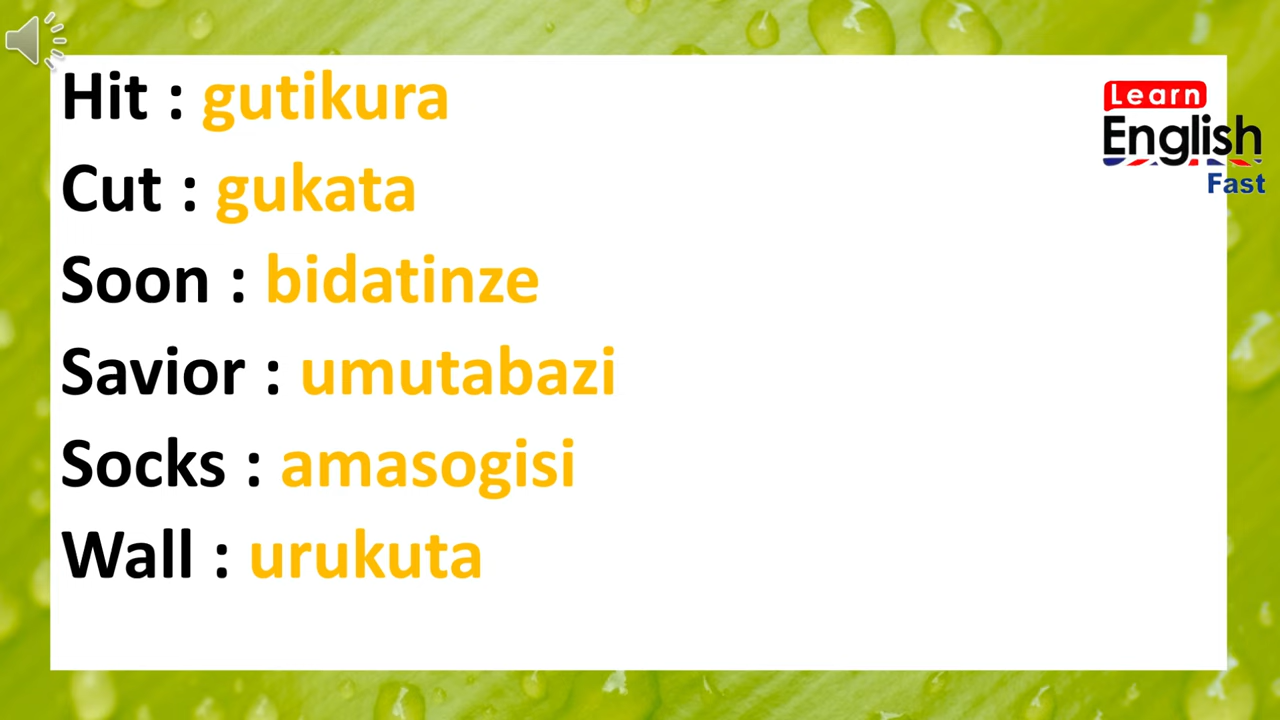 Hit : gutikura
Cut : gukata
Soon : bidatinze
Savior : umutabazi
Socks : amasogisi
Wall : urukuta
Learn
English
Fast